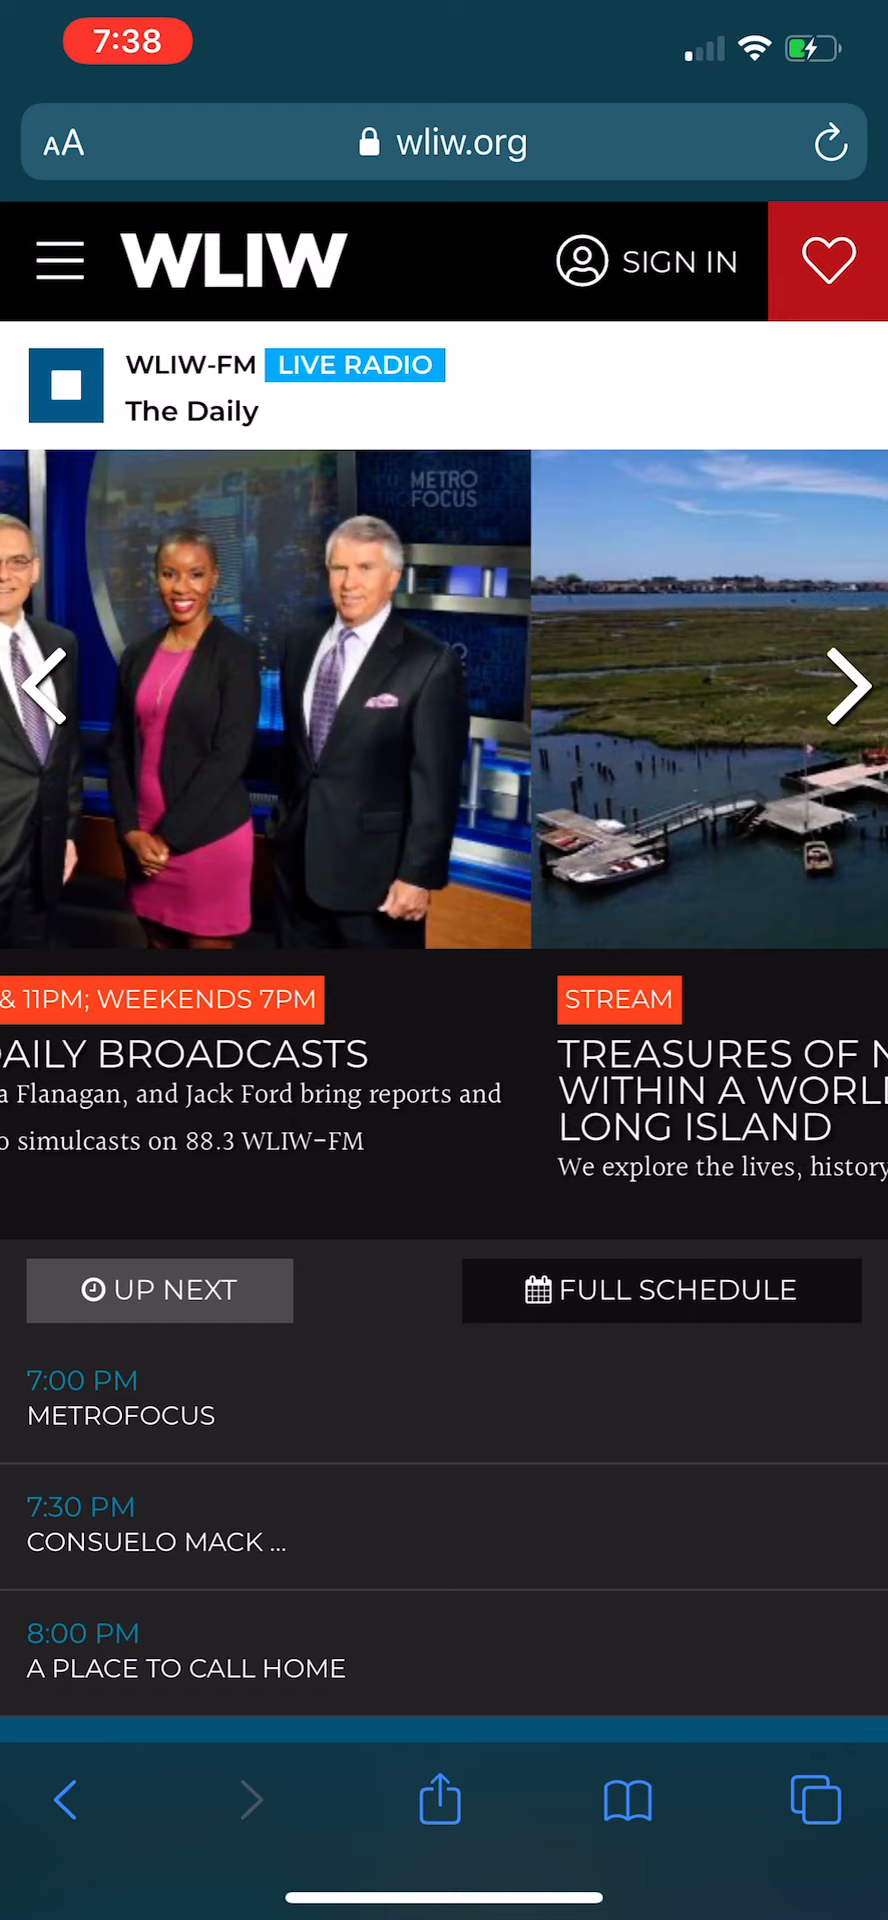 7:38
AA
wliw.org
WLIW
SIGN IN
WLIW-FM LIVE RADIO
The Daily
METRO
FOCUS
& 11PM; WEEKENDS 7PM
AILY BROADCASTS
a Flanagan, and Jack Ford bring reports and
o simulcasts on 88.3 WLIW-FM
STREAM
TREASURES OF N
WITHIN A WORL
LONG ISLAND
We explore the lives, history
UP NEXT
FULL SCHEDULE
7:00 PM
METROFOCUS
7:30 PM
CONSUELO MACK ...
8:00 PM
A PLACE TO CALL HOME